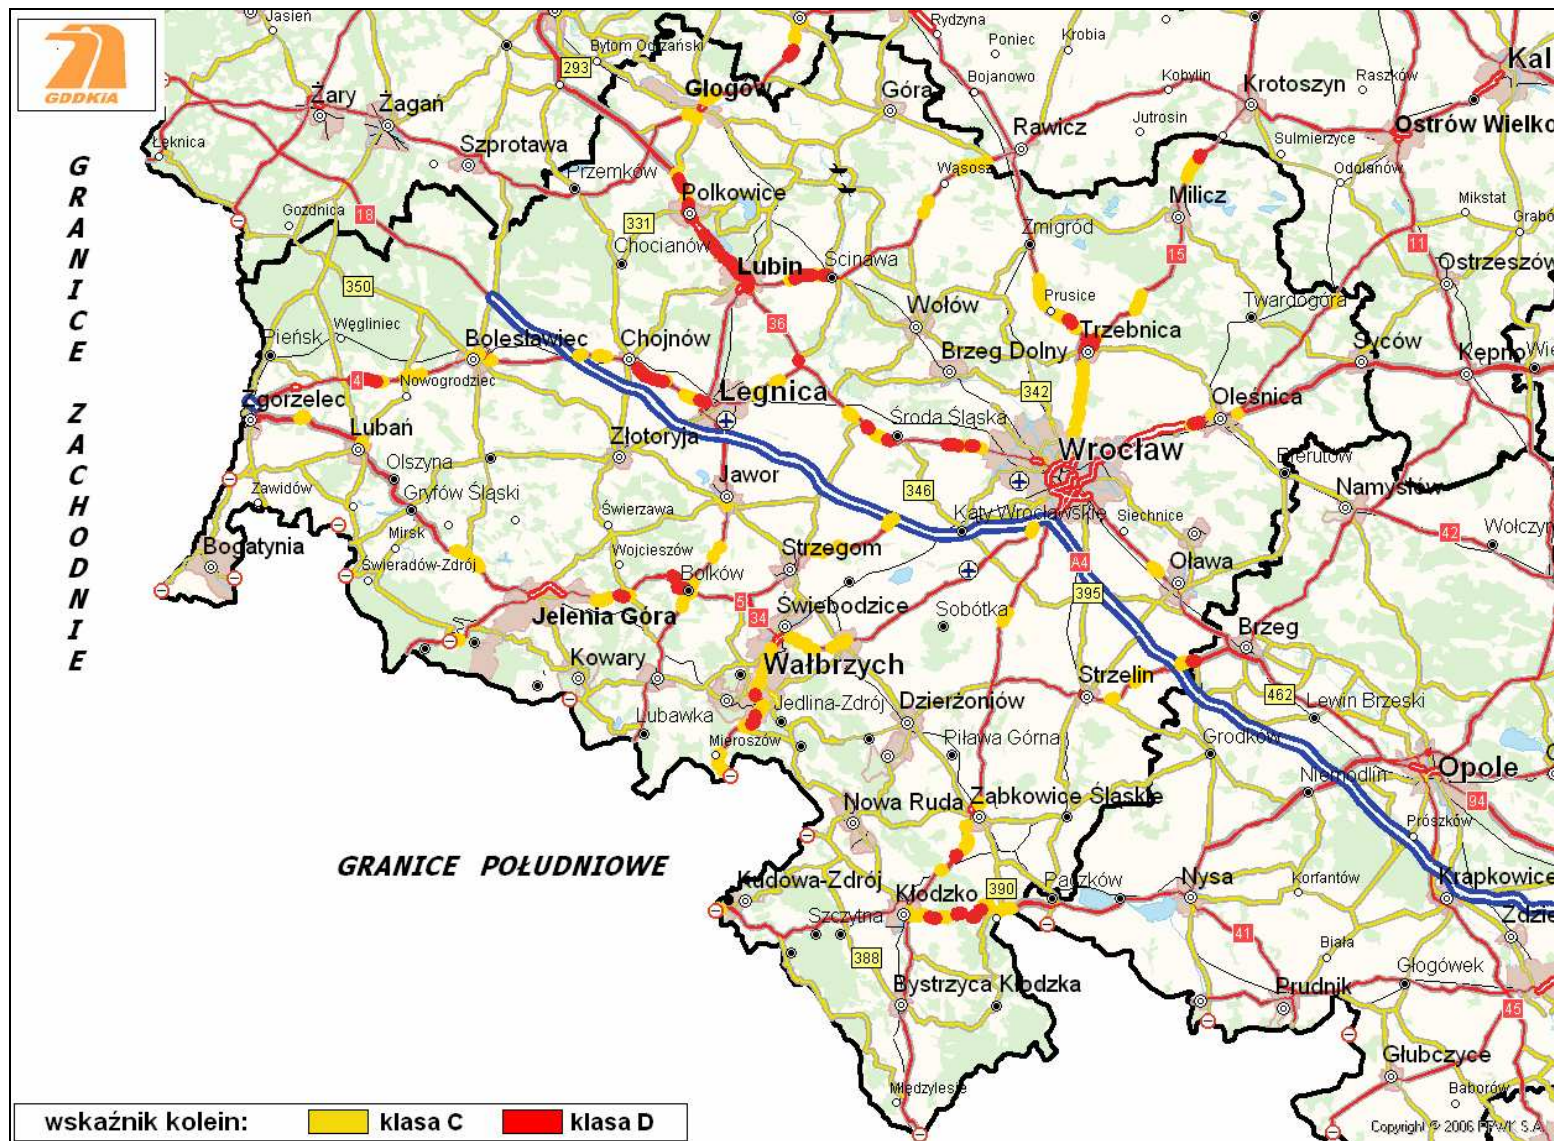 GDDKiA
Jasień
Bytom Odrzański
Rydzyna
Poniec
Krobia
Kal
293
Żary
Żagań
Głogów
Góra
Bojanowo
Kobylin
Krotoszyn
Raszków
Jutrosin
Ostrów Wielko
Łęknica
Szprotawa
Rawicz
Sulmierzyce
Wąsosz
Odolanów
Przemków
Polkowice
Milicz
Mikstat
Gozdnica
18
331
Grabó
Chocianów
Żmigród
15
11
Lubin
Ścinawa
Ostrzeszów
350
Prusice
Twardogóra
Pieńsk
Węgliniec
Bolesławiec
Chojnów
36
Wołów
Trzebnica
Syców
Brzeg Dolny
Kępno
Wie
4
Nowogrodziec
Legnica
342
Zgorzelec
Środa Śląska
Oleśnica
Lubań
Złotoryja
Wrocław
Olszyna
Bierutów
Gryfów Śląski
Jawor
346
Namysłów
Zawidów
Świerzawa
Kąty Wrocławskie
Siechnice
42
Wołczyn
Mirsk
Bogatynia
Wojcieszów
Strzegom
Świeradów-Zdrój
A4
Oława
Bolków
395
Jelenia Góra
5
34
Świebodzice
Sobótka
Brzeg
Kowary
Wałbrzych
Strzelin
462
Lewin Brzeski
Lubawka
Jedlina-Zdrój
Dzierżoniów
Mieroszów
Piława Górna
Grodków
Opole
Niemodlin
94
Nowa Ruda
Ząbkowice Śląskie
Prószków
GRANICE ZACHODNIE
GRANICE POŁUDNIOWE
Kudowa-Zdrój
Kłodzko
390
Paczków
Nysa
Korfantów
Krapkowice
Szczytna
41
Zdzie
388
Biała
Głogówek
Bystrzyca Kłodzka
Prudnik
45
Głubczyce
Międzylesie
Baborów
wskaźnik kolein:
klasa C
klasa D